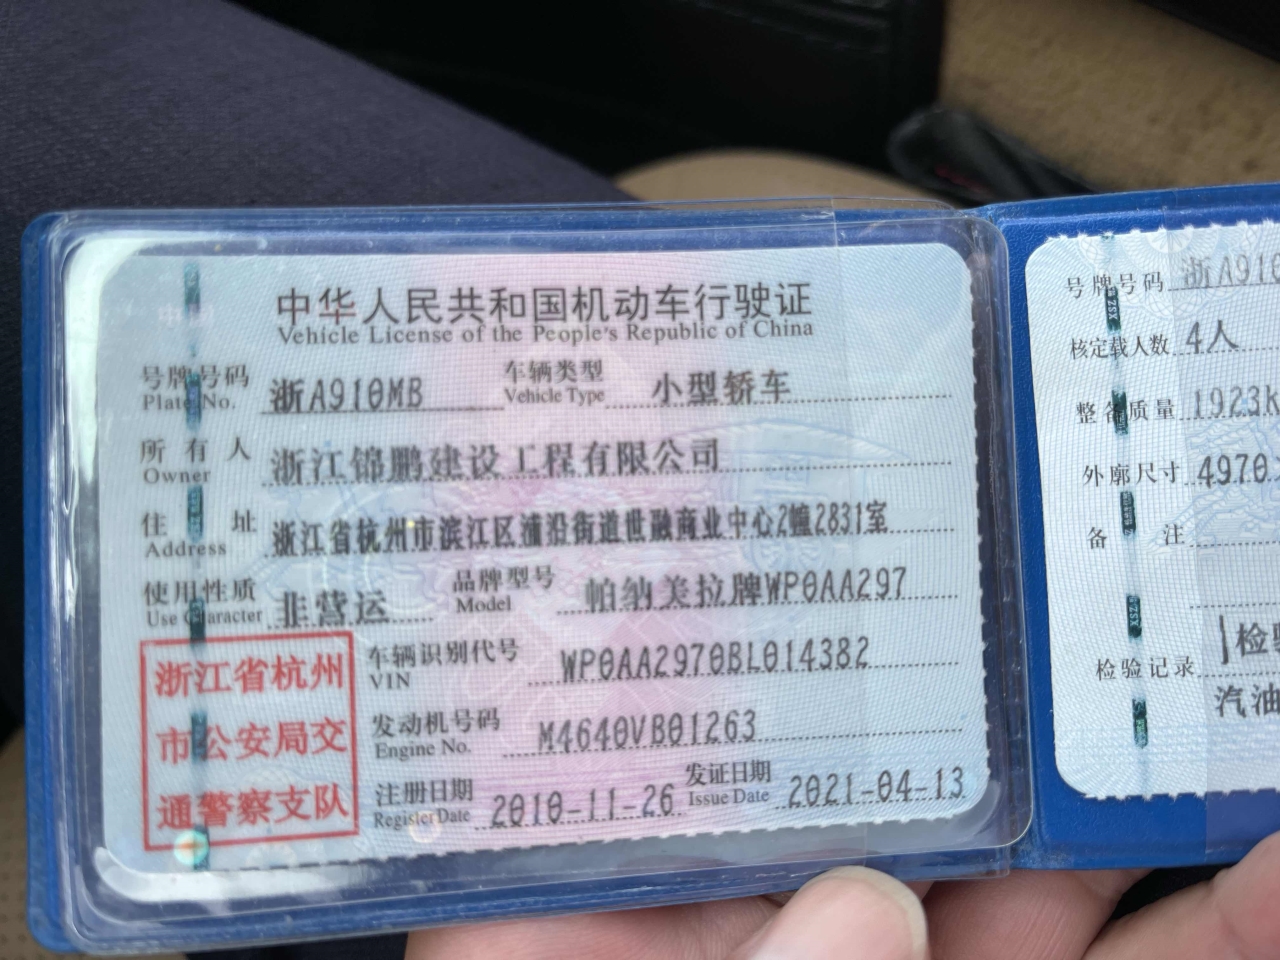 中华人民共和国机动车行驶证
Vehicle License of the People's Republic of China
号牌号码 浙A910MB 车辆类型 小型轿车
Plate No. Vehicle Type
所有人 浙江锦鹏建设工程有限公司
Owner
住址 浙江省杭州市滨江区浦沿街道世融商业中心2幢2831室
Address
使用性质 非营运 品牌型号 帕纳美拉牌WP0AA297
Use Character Model
车辆识别代号 WP0AA2970BL014382
VIN
发动机号码 M4640VB01263
Engine No.
注册日期 2010-11-26 发证日期 2021-04-13
Register Date Issue Date
浙江省杭州
市公安局交
通警察支队
号牌号码 浙A910
核定载人数 4人
整备质量 1923k
外廓尺寸 4970
备注
检验记录 检验
汽油